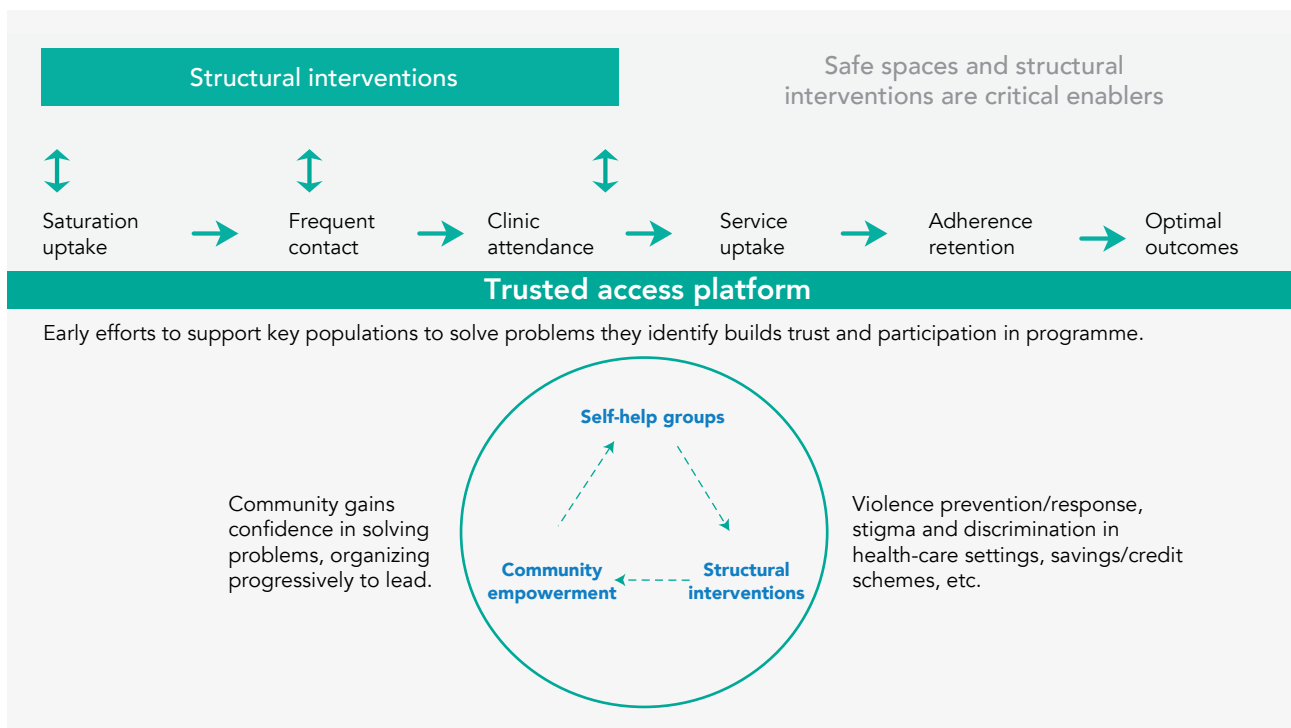 Structural interventions
Safe spaces and structural
interventions are critical enablers
Saturation
uptake
Frequent
contact
Clinic
attendance
Service
uptake
Adherence
retention
Optimal
outcomes
Trusted access platform
Early efforts to support key populations to solve problems they identify builds trust and participation in programme.
Self-help groups
Community gains
confidence in solving
problems, organizing
progressively to lead.
Community
empowerment
Structural
interventions
Violence prevention/response,
stigma and discrimination in
health-care settings, savings/credit
schemes, etc.